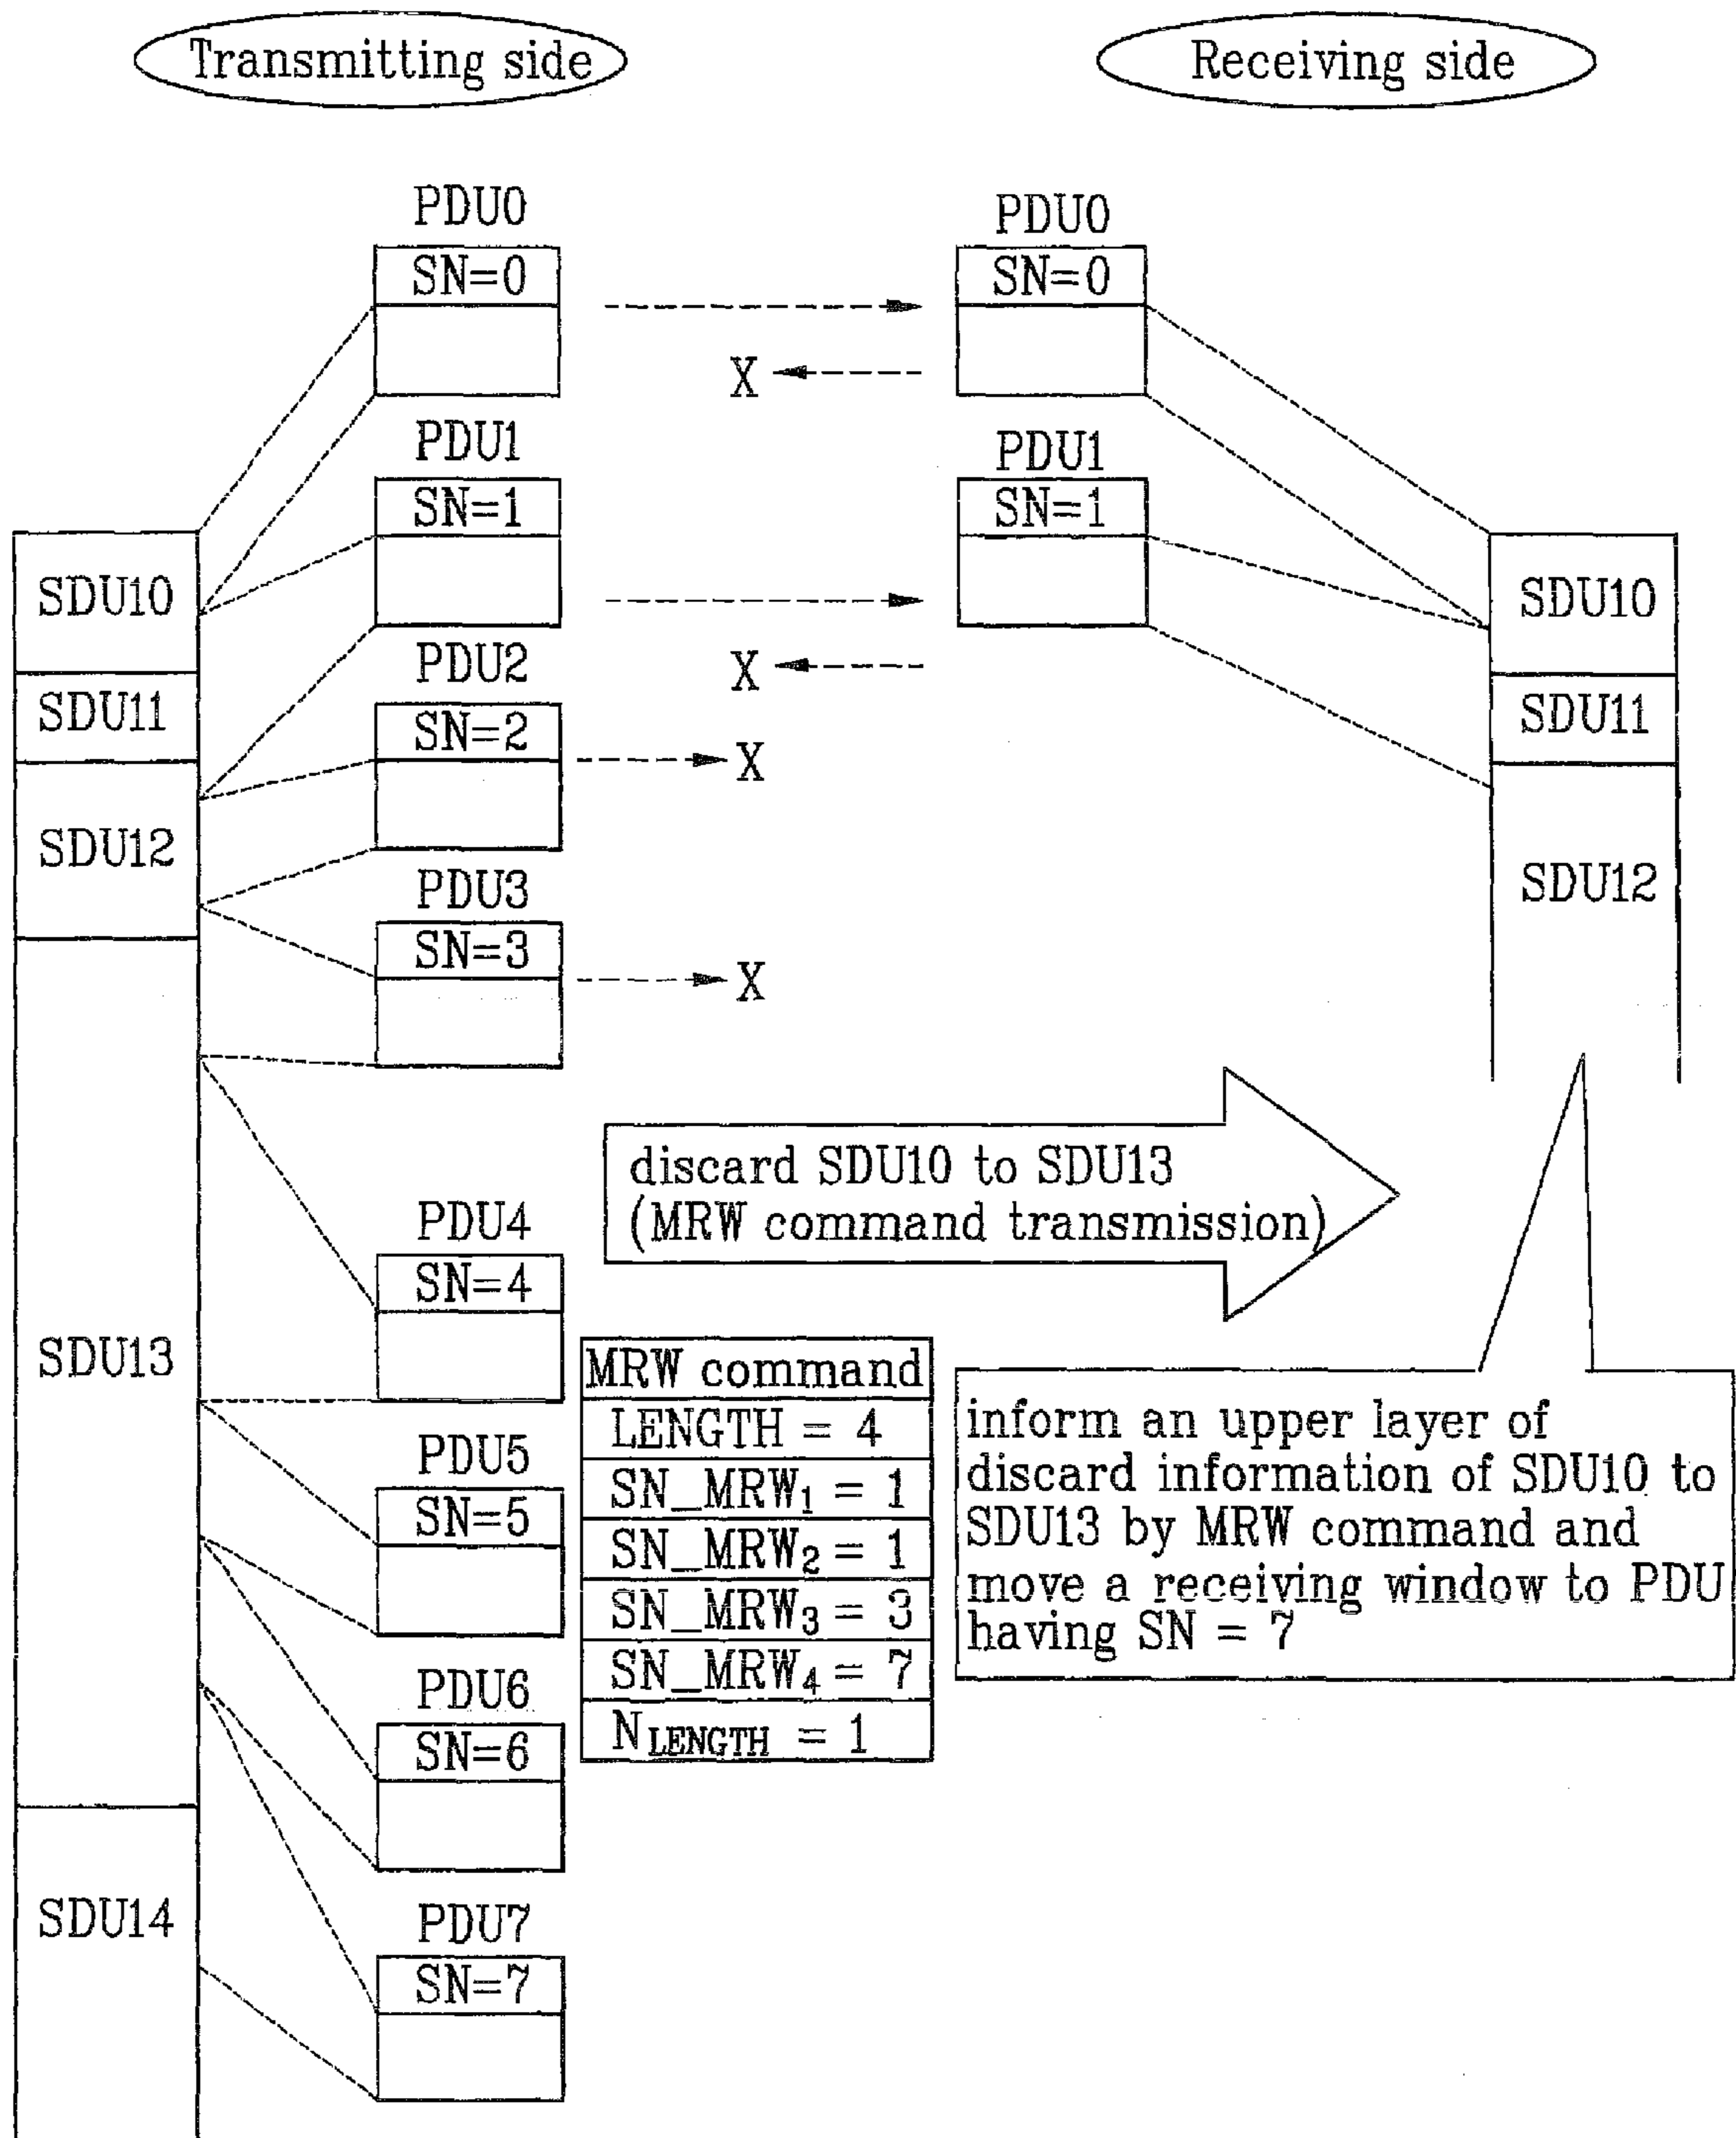 Transmitting side
Receiving side
PDU0
SN=0
PDU0
SN=0
X
PDU1
SN=1
PDU1
SN=1
X
SDU10
SDU11
SDU12
SDU13
SDU14
SDU10
SDU11
SDU12
PDU2
SN=2
X
PDU3
SN=3
X
discard SDU10 to SDU13
(MRW command transmission)
PDU4
SN=4
PDU5
SN=5
PDU6
SN=6
PDU7
SN=7
MRW command
LENGTH = 4
SN_MRW₁ = 1
SN_MRW₂ = 1
SN_MRW₃ = 3
SN_MRW₄ = 7
N LENGTH = 1
inform an upper layer of
discard information of SDU10 to
SDU13 by MRW command and
move a receiving window to PDU
having SN = 7